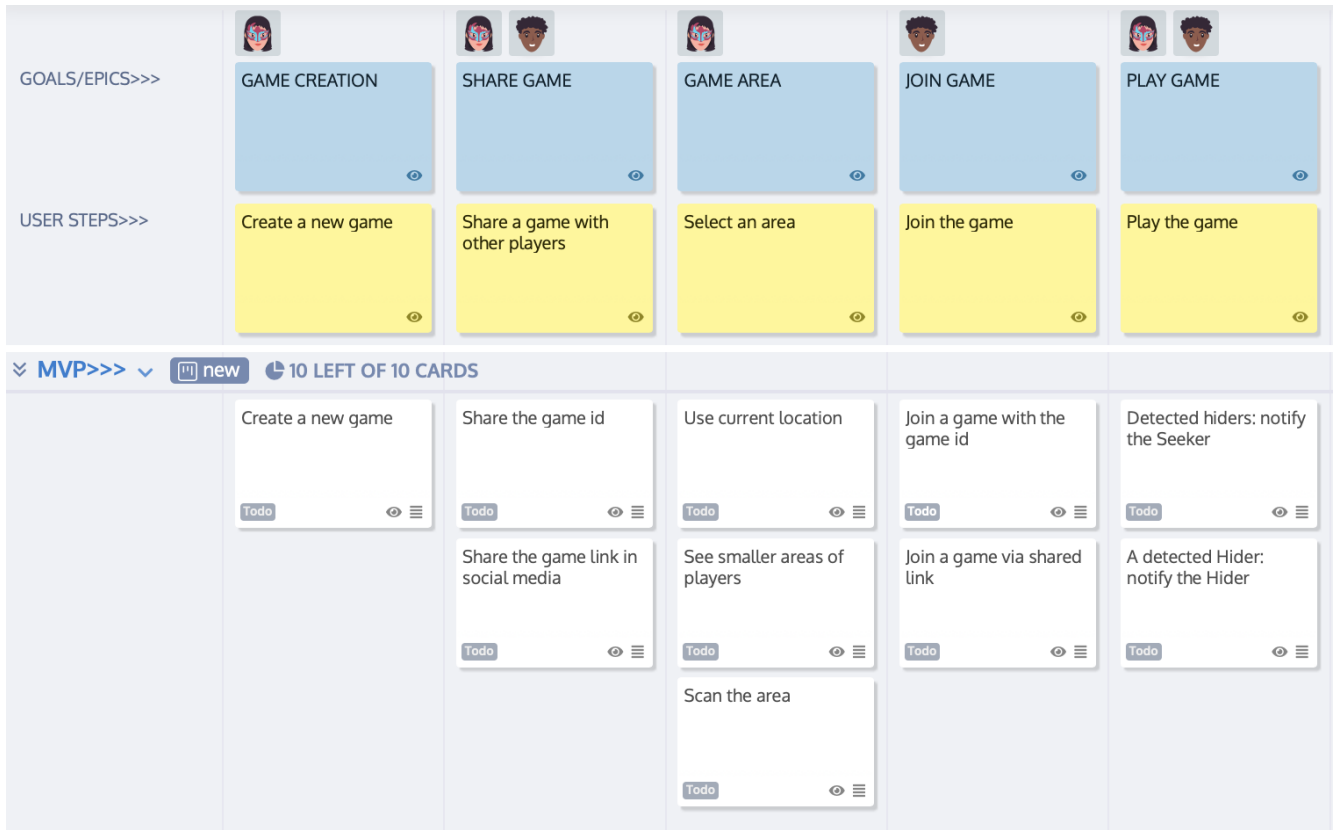 GOALS/EPICS>>>
GAME CREATION
SHARE GAME
GAME AREA
JOIN GAME
PLAY GAME
USER STEPS>>>
Create a new game
Share a game with
other players
Select an area
Join the game
Play the game
MVP>>>
new
10 LEFT OF 10 CARDS
Create a new game
Todo
Share the game id
Todo
Use current location
Todo
Join a game with the
game id
Todo
Detected hiders: notify
the Seeker
Todo
Share the game link in
social media
Todo
See smaller areas of
players
Todo
Join a game via shared
link
Todo
A detected Hider:
notify the Hider
Todo
Scan the area
Todo